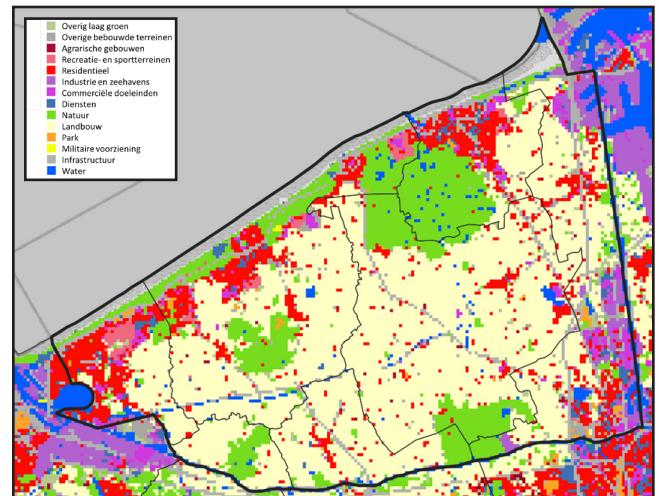 Overig laag groen
Overige bebouwde terreinen
Agrarische gebouwen
Recreatie- en sportterreinen
Residentieel
Industrie en zeehavens
Commerciële doeleinden
Diensten
Natuur
Landbouw
Park
Militaire voorziening
Infrastructuur
Water